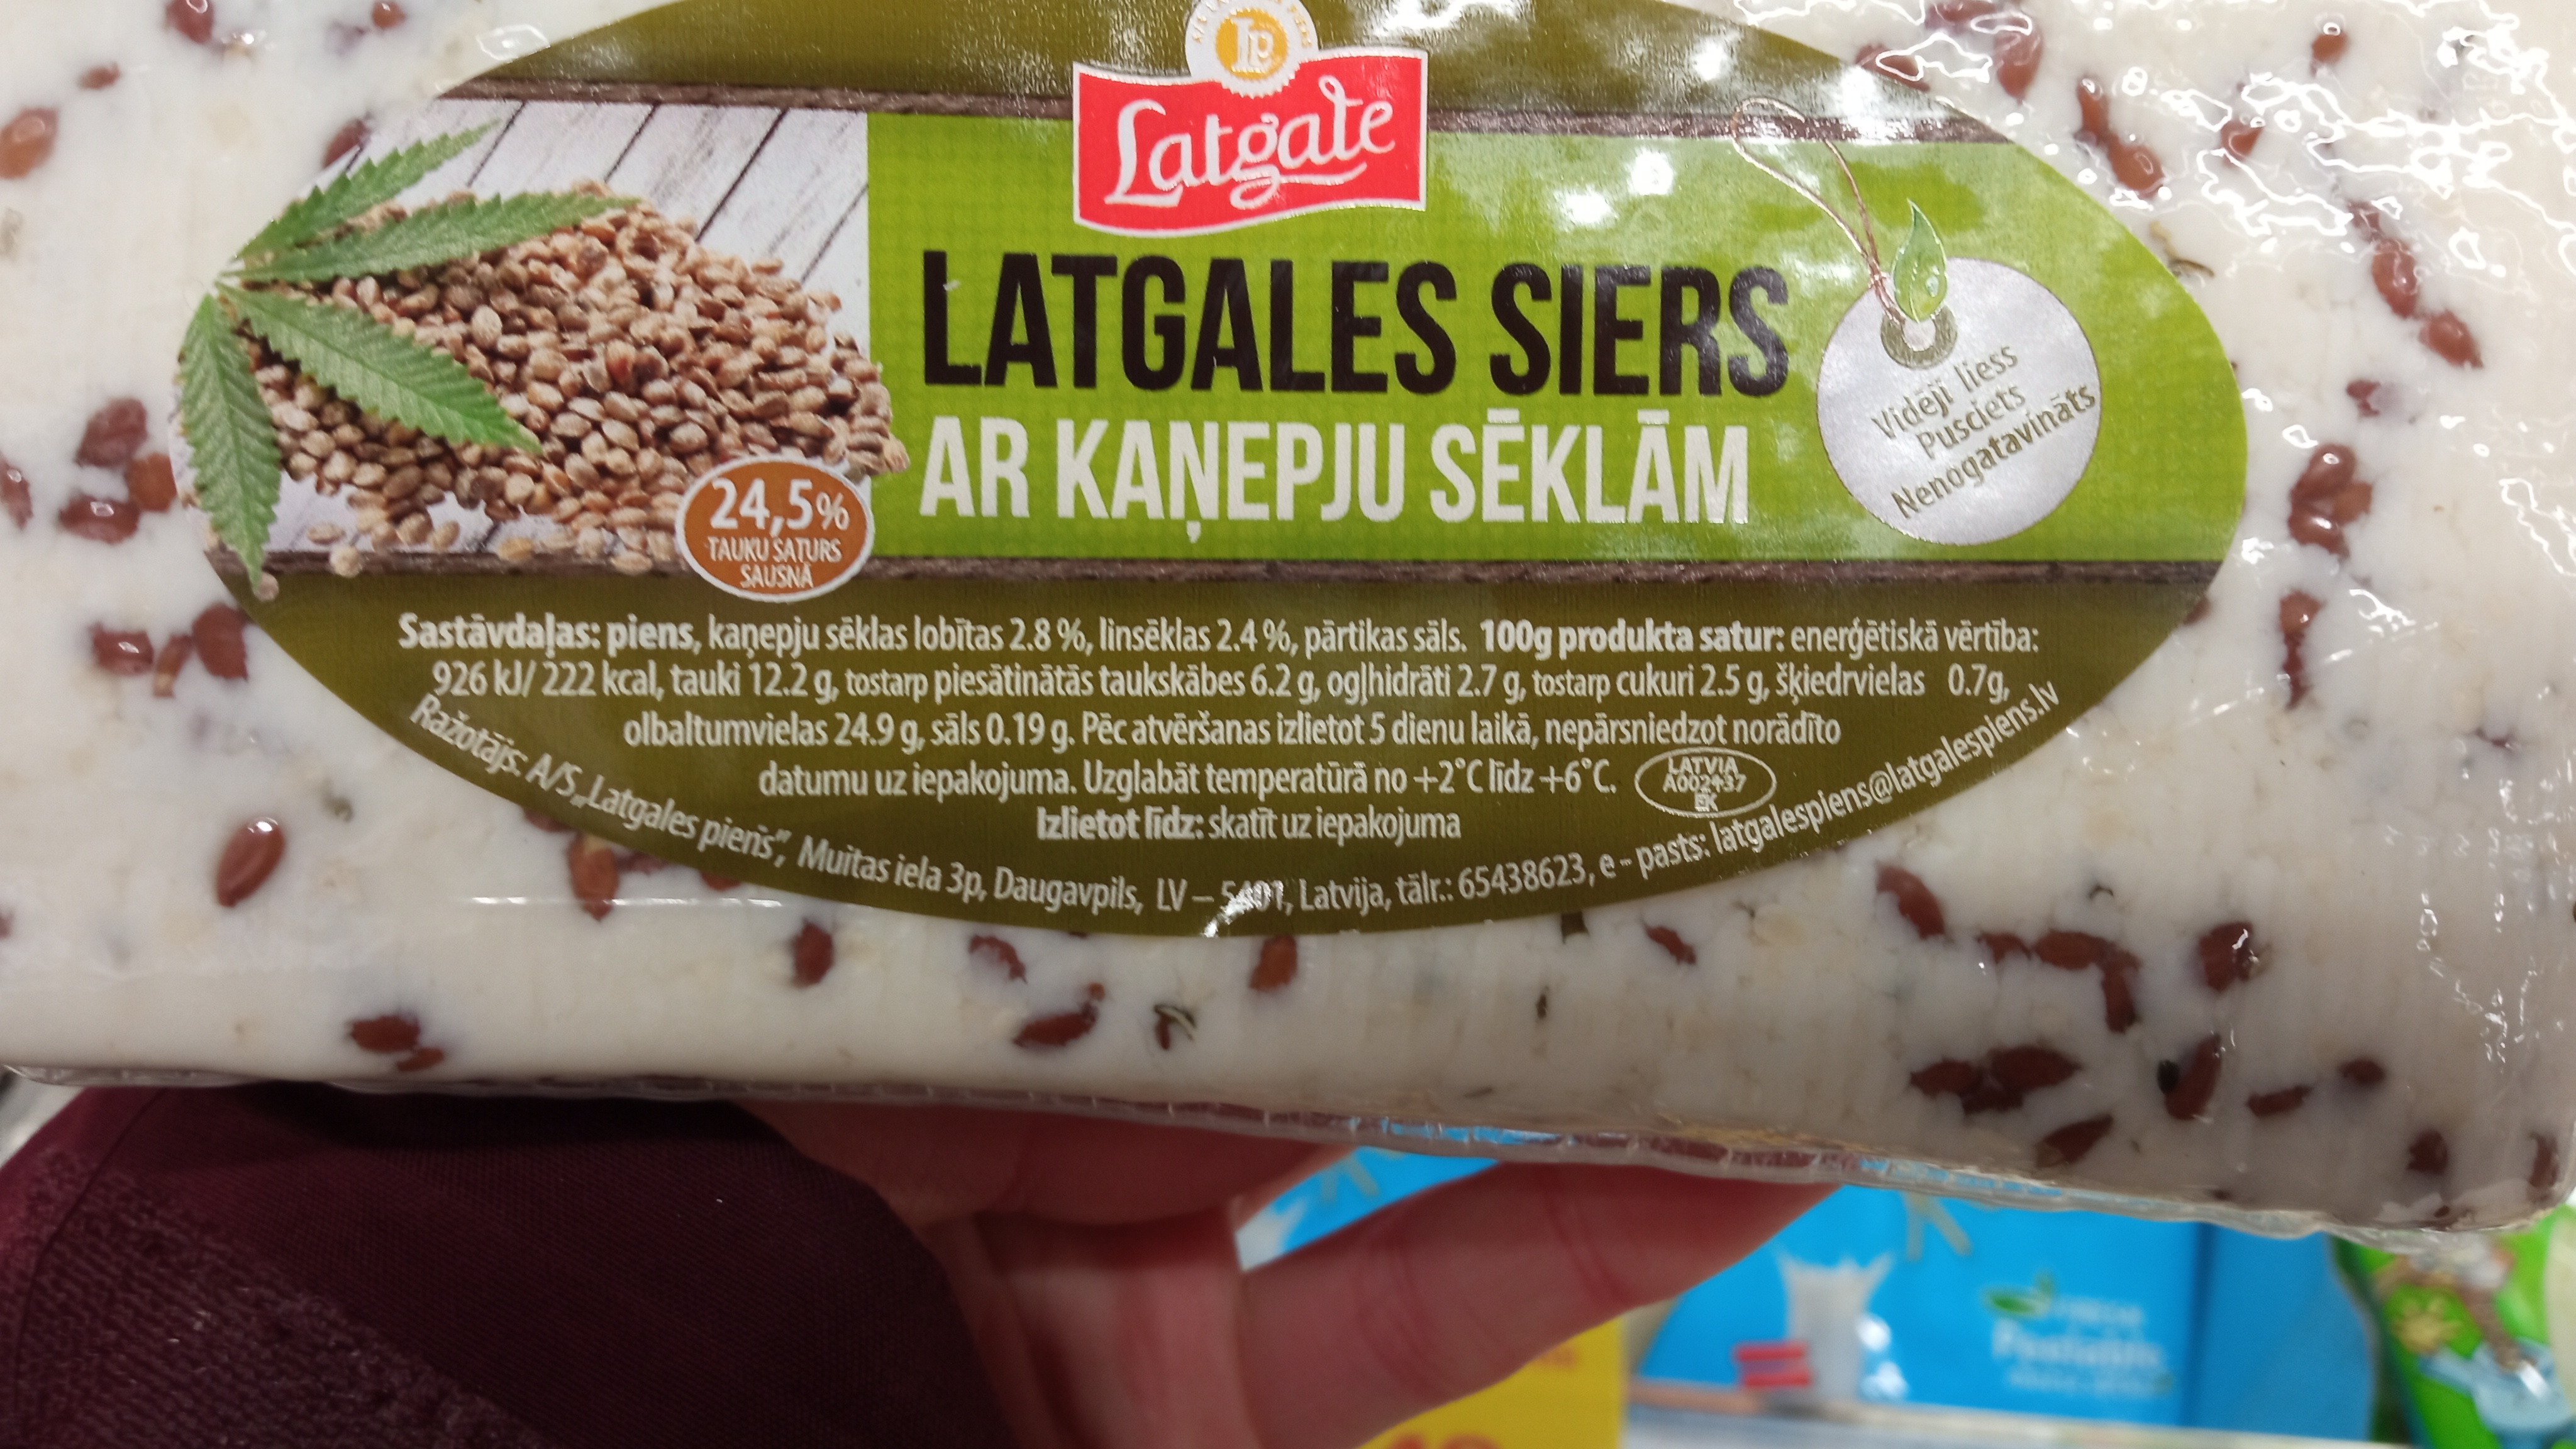 Latgale
LATGALES SIERS
AR KAŅEPJU SĒKLĀM
Vidēji liess
Pusciets
Nenogatavināts
24,5%
TAUKU SATURS
SAUSNĀ
Sastāvdaļas: piens, kaņepju sēklas lobītas 2.8 %, linsēklas 2.4 %, pārtikas sāls. 100g produkta satur: enerģētiskā vērtība:
926 kJ/ 222 kcal, tauki 12.2 g, tostarp piesātinātās taukskābes 6.2 g, ogļhidrāti 2.7 g, tostarp cukuri 2.5 g, šķiedrvielas 0.7g,
olbaltumvielas 24.9 g, sāls 0.19 g. Pēc atvēršanas izlietot 5 dienu laikā, nepārsniedzot norādīto
datumu uz iepakojuma. Uzglabāt temperatūrā no +2°C līdz +6°C.
LATVIA
A002437
EK
Izlietot līdz: skatīt uz iepakojuma
Ražotājs: A/S „Latgales piens”, Muitas iela 3p, Daugavpils, LV – 5401, Latvija, tālr.: 65438623, e - pasts: latgalespiens@latgalespiens.lv